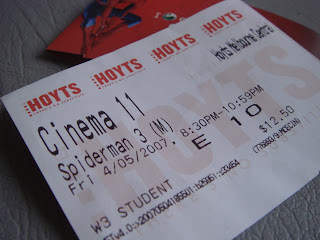 HOYTS HOYTS HOYTS HOYTS
Hoyts Melbourne Central
Cinema 11
Spiderman 3 (M)
Fri 4/05/2007, 8:30PM-10:59PM
E 10
$12.50
W3 STUDENT
HOYTS